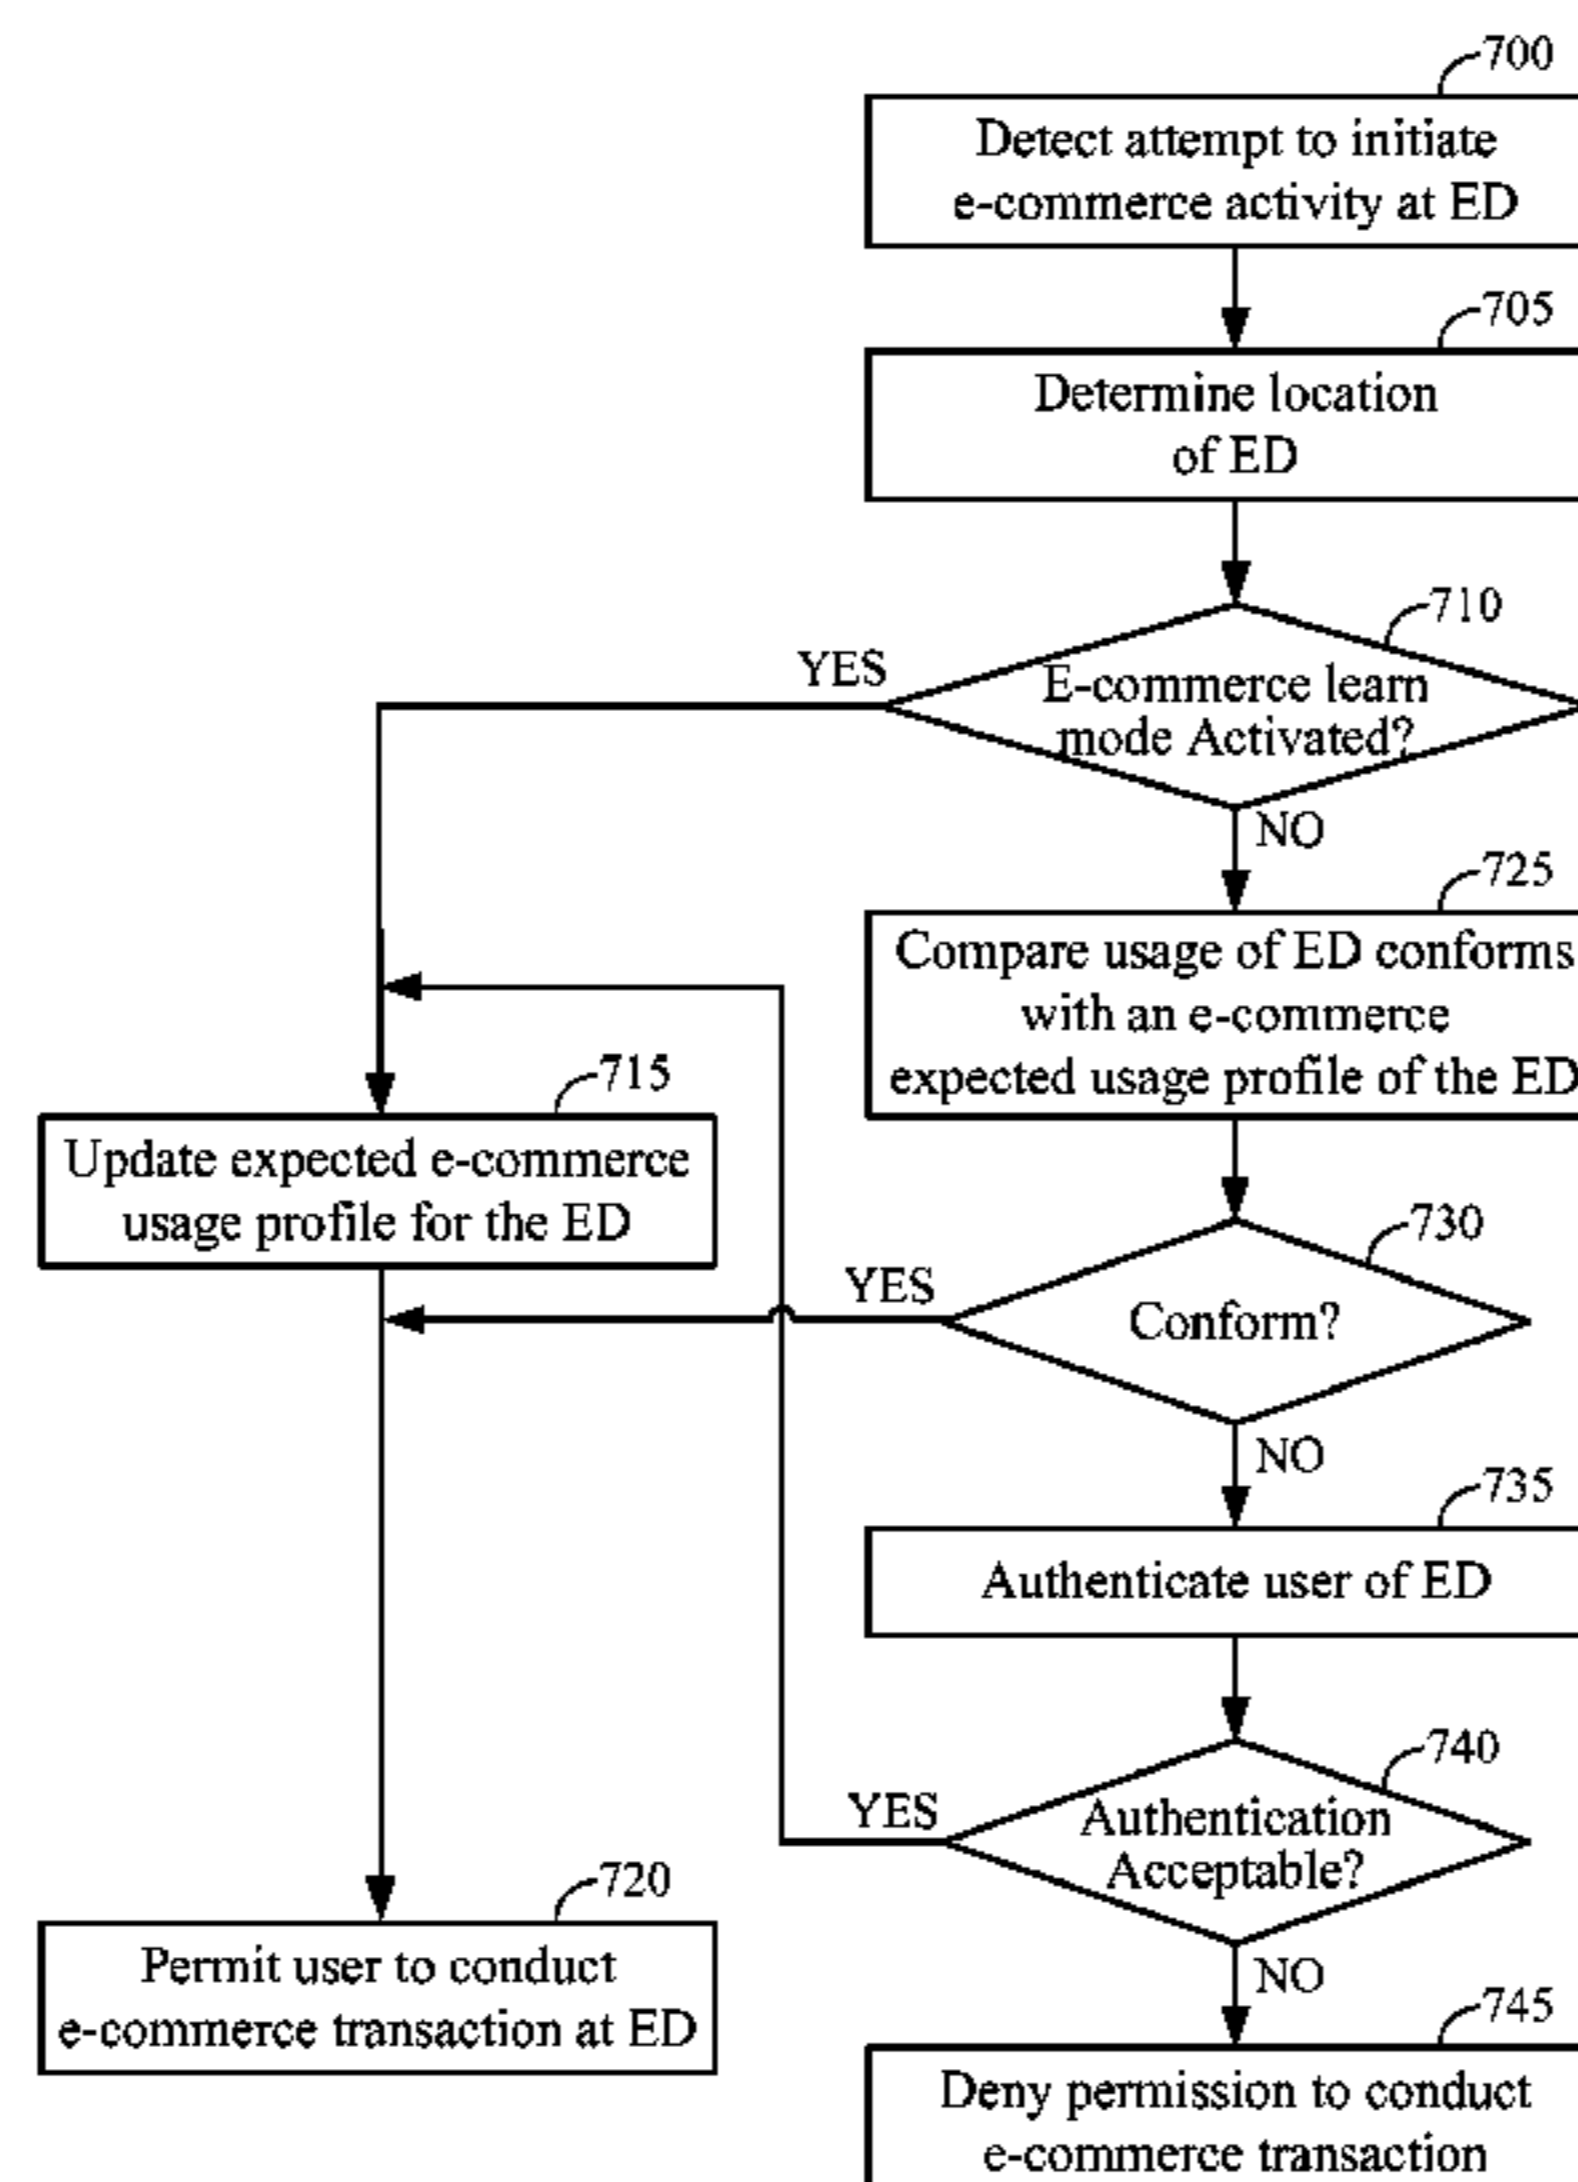 700
Detect attempt to initiate
e-commerce activity at ED
705
Determine location
of ED
710
YES
E-commerce learn
mode Activated?
NO
725
Compare usage of ED conforms
with an e-commerce
expected usage profile of the ED
715
Update expected e-commerce
usage profile for the ED
730
YES
Conform?
NO
735
Authenticate user of ED
740
YES
Authentication
Acceptable?
NO
720
Permit user to conduct
e-commerce transaction at ED
745
Deny permission to conduct
e-commerce transaction